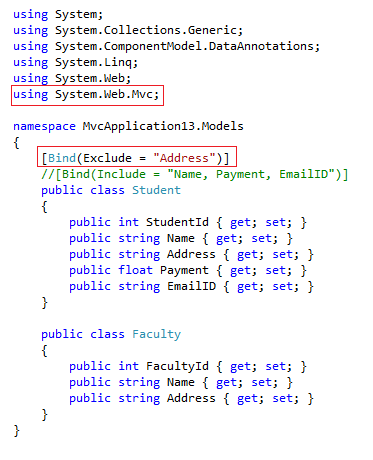 using System;
using System.Collections.Generic;
using System.ComponentModel.DataAnnotations;
using System.Linq;
using System.Web;
using System.Web.Mvc;

namespace MvcApplication13.Models
{
    [Bind(Exclude = "Address")]
    //[Bind(Include = "Name, Payment, EmailID")]
    public class Student
    {
        public int StudentId { get; set; }
        public string Name { get; set; }
        public string Address { get; set; }
        public float Payment { get; set; }
        public string EmailID { get; set; }
    }

    public class Faculty
    {
        public int FacultyId { get; set; }
        public string Name { get; set; }
        public string Address { get; set; }
    }
}